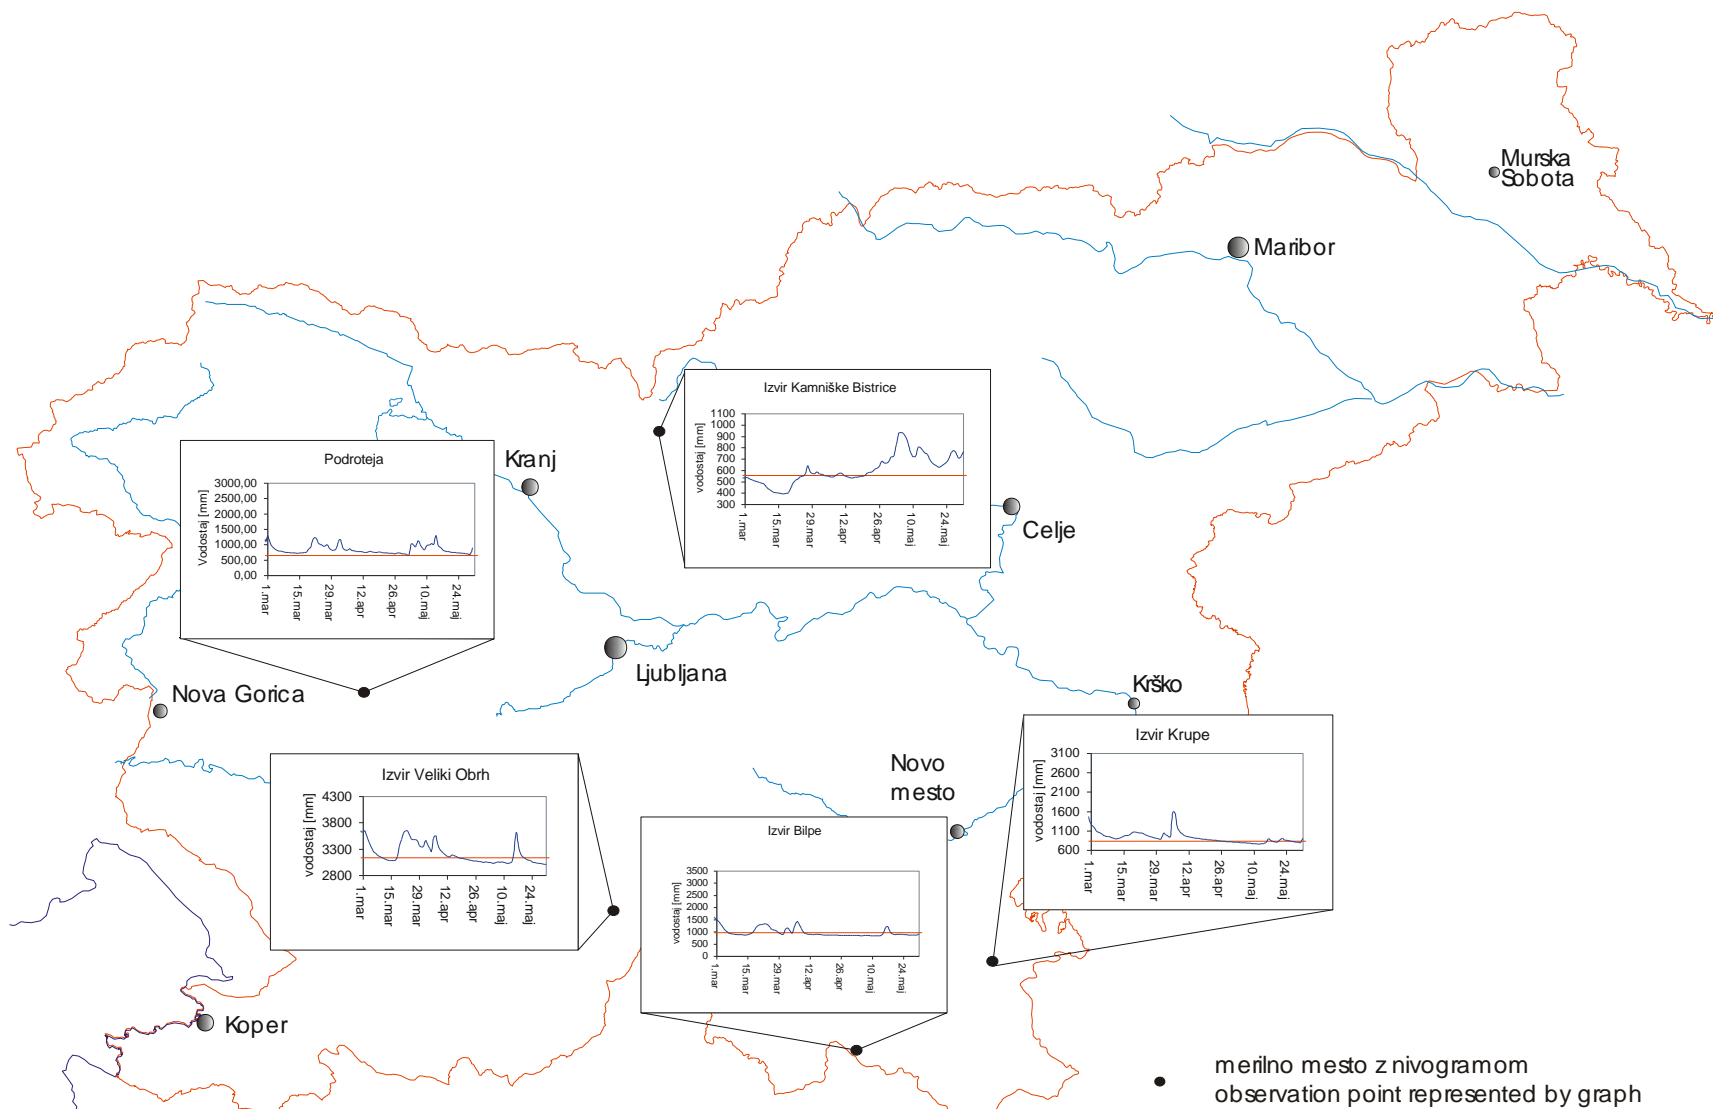 Murska
Sobota
Maribor
Izvir Kamniške Bistrice
vodostaj [mm]
1100
1000
900
800
700
600
500
400
300
1.mar
15.mar
29.mar
12.apr
26.apr
10.maj
24.maj
Podroteja
Vodostaj [mm]
3000,00
2500,00
2000,00
1500,00
1000,00
500,00
0,00
1.mar
15.mar
29.mar
12.apr
26.apr
10.maj
24.maj
Kranj
Celje
Ljubljana
Nova Gorica
Krško
Izvir Krupe
vodostaj [mm]
3100
2600
2100
1600
1100
600
1.mar
15.mar
29.mar
12.apr
26.apr
10.maj
24.maj
Izvir Veliki Obrh
vodostaj [mm]
4300
3800
3300
2800
1.mar
15.mar
29.mar
12.apr
26.apr
10.maj
24.maj
Novo
mesto
Izvir Bilpe
vodostaj [mm]
3500
3000
2500
2000
1500
1000
500
0
1.mar
15.mar
29.mar
12.apr
26.apr
10.maj
24.maj
Koper
merilno mesto z nivogramom
observation point represented by graph